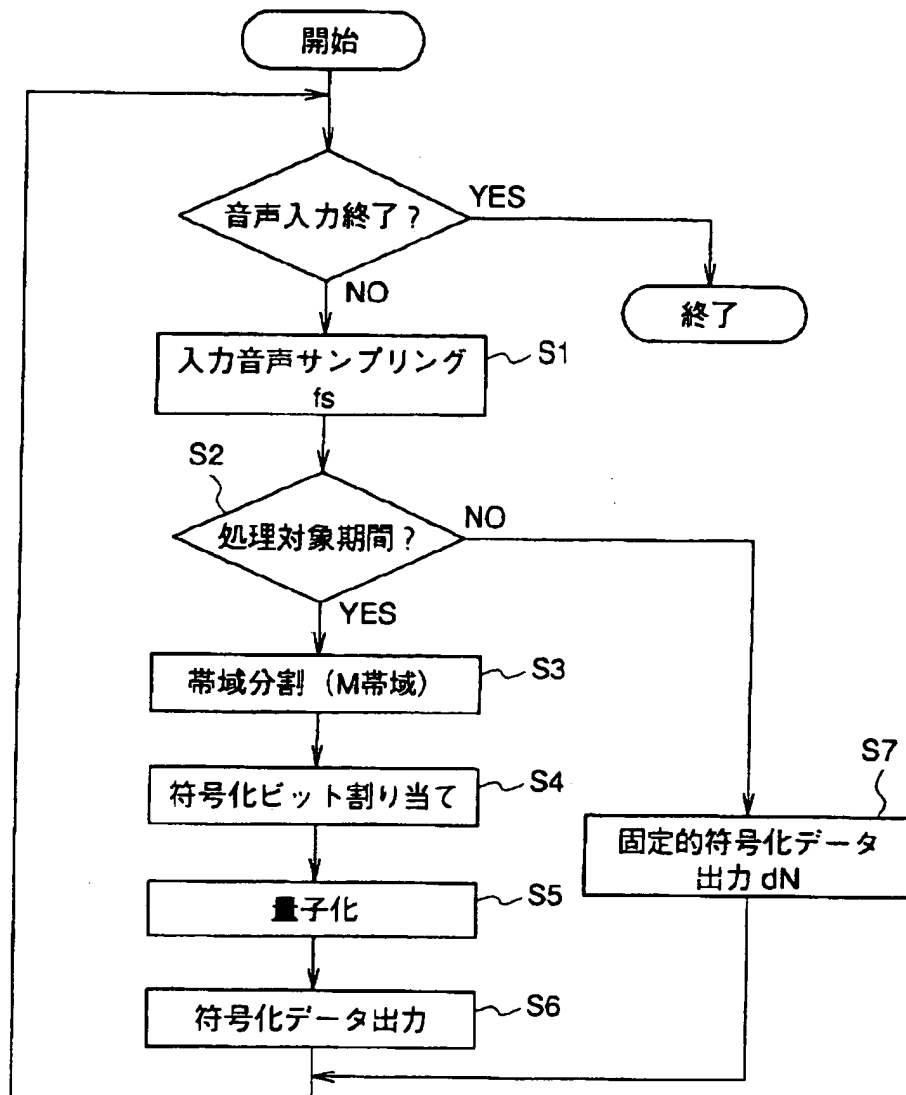 開始
音声入力終了？
YES
NO
終了
入力音声サンプリング
fs
S1
S2
処理対象期間？
NO
YES
帯域分割（M帯域）
S3
符号化ビット割り当て
S4
S7
固定的符号化データ
出力 dN
量子化
S5
符号化データ出力
S6